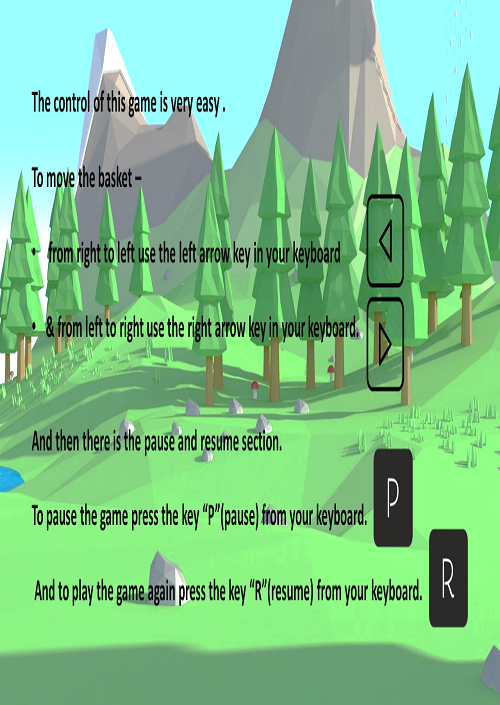 The control of this game is very easy .
To move the basket –
• from right to left use the left arrow key in your keyboard
• & from left to right use the right arrow key in your keyboard.
And then there is the pause and resume section.
To pause the game press the key “P”(pause) from your keyboard.
P
And to play the game again press the key “R”(resume) from your keyboard.
R